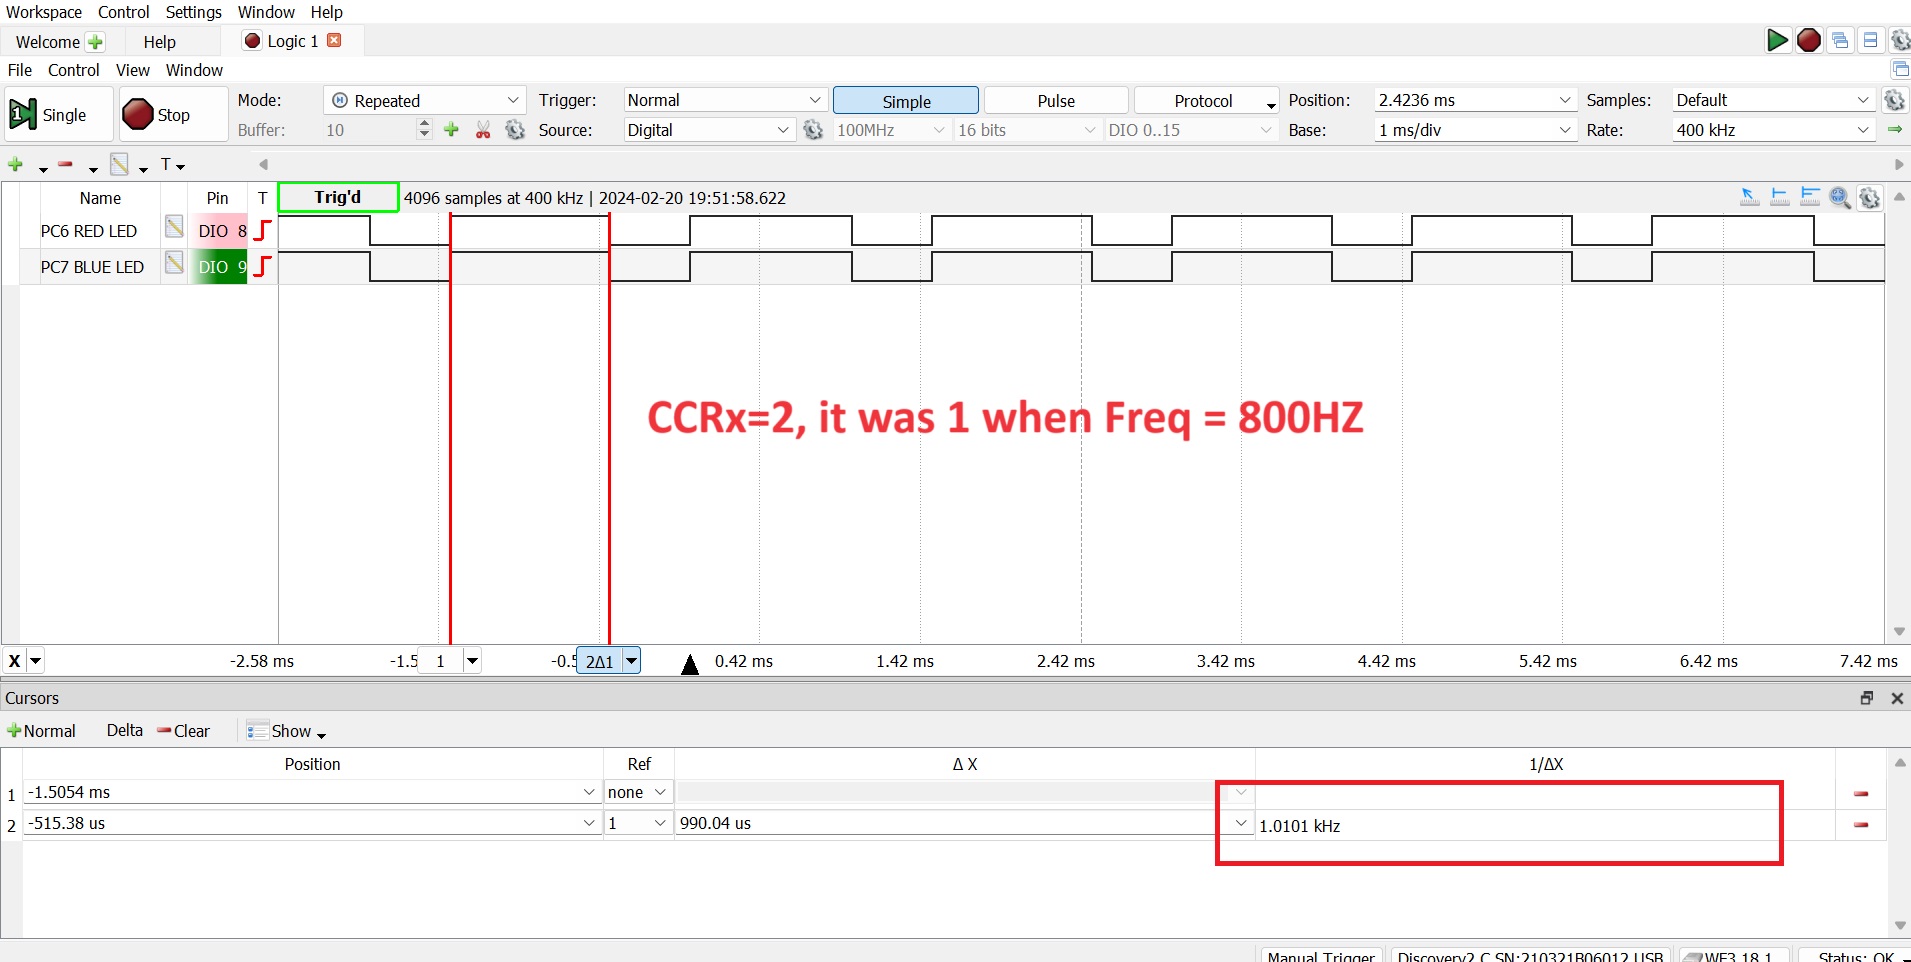 Workspace Control Settings Window Help
Welcome Help Logic 1
File Control View Window
Single Stop Mode: Repeated Trigger: Normal Simple Pulse Protocol Position: 2.4236 ms Samples: Default
Buffer: 10 Source: Digital 100MHz 16 bits DIO 0..15 Base: 1 ms/div Rate: 400 kHz
T
Name Pin T Trig'd 4096 samples at 400 kHz | 2024-02-20 19:51:58.622
PC6 RED LED DIO 8
PC7 BLUE LED DIO 9
CCRx=2, it was 1 when Freq = 800HZ
X -2.58 ms -1.5 1 -0.5 2Δ1 0.42 ms 1.42 ms 2.42 ms 3.42 ms 4.42 ms 5.42 ms 6.42 ms 7.42 ms
Cursors
Normal Delta Clear Show
Position Ref Δ X 1/ΔX
1 -1.5054 ms none
2 -515.38 us 1 990.04 us 1.0101 kHz
Manual Trigger Discovery2 C SN:210321B06012 USB WF3.18.1 Status: OK